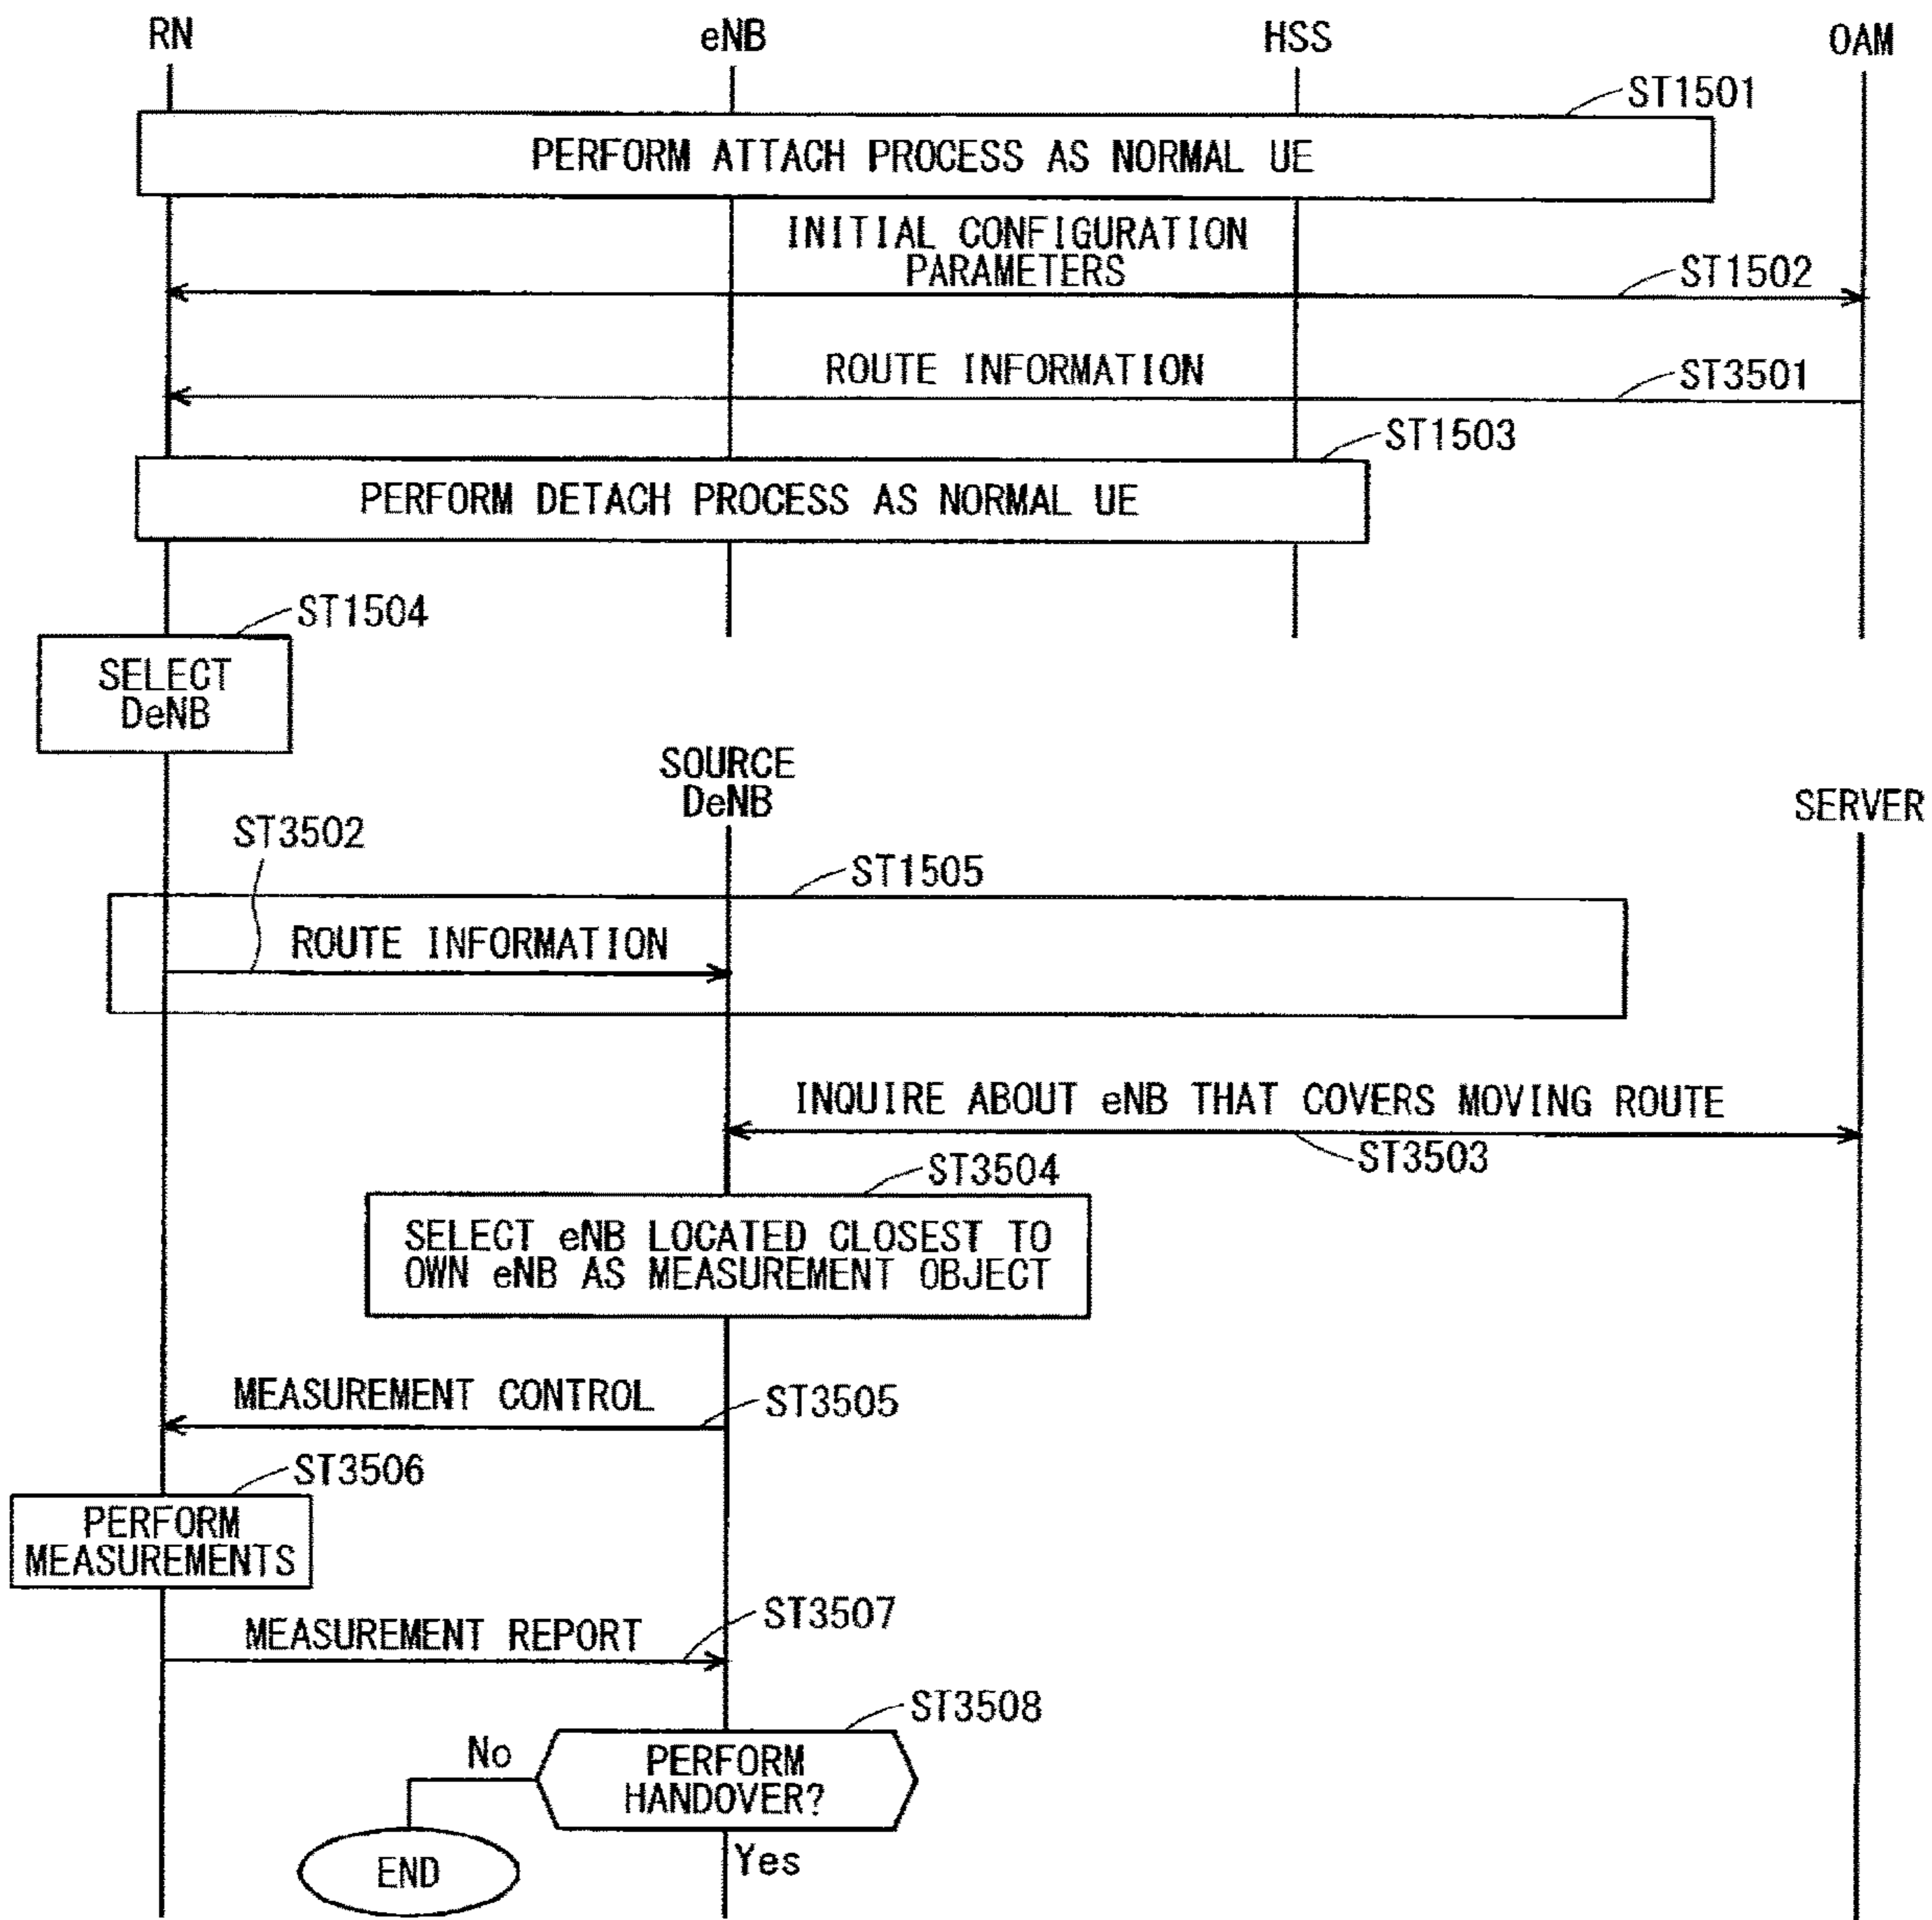 RN
eNB
HSS
OAM
ST1501
PERFORM ATTACH PROCESS AS NORMAL UE
INITIAL CONFIGURATION
PARAMETERS
ST1502
ROUTE INFORMATION
ST3501
ST1503
PERFORM DETACH PROCESS AS NORMAL UE
ST1504
SELECT
DeNB
SOURCE
DeNB
SERVER
ST3502
ST1505
ROUTE INFORMATION
INQUIRE ABOUT eNB THAT COVERS MOVING ROUTE
ST3503
ST3504
SELECT eNB LOCATED CLOSEST TO
OWN eNB AS MEASUREMENT OBJECT
MEASUREMENT CONTROL
ST3505
ST3506
PERFORM
MEASUREMENTS
MEASUREMENT REPORT
ST3507
ST3508
No
PERFORM
HANDOVER?
END
Yes